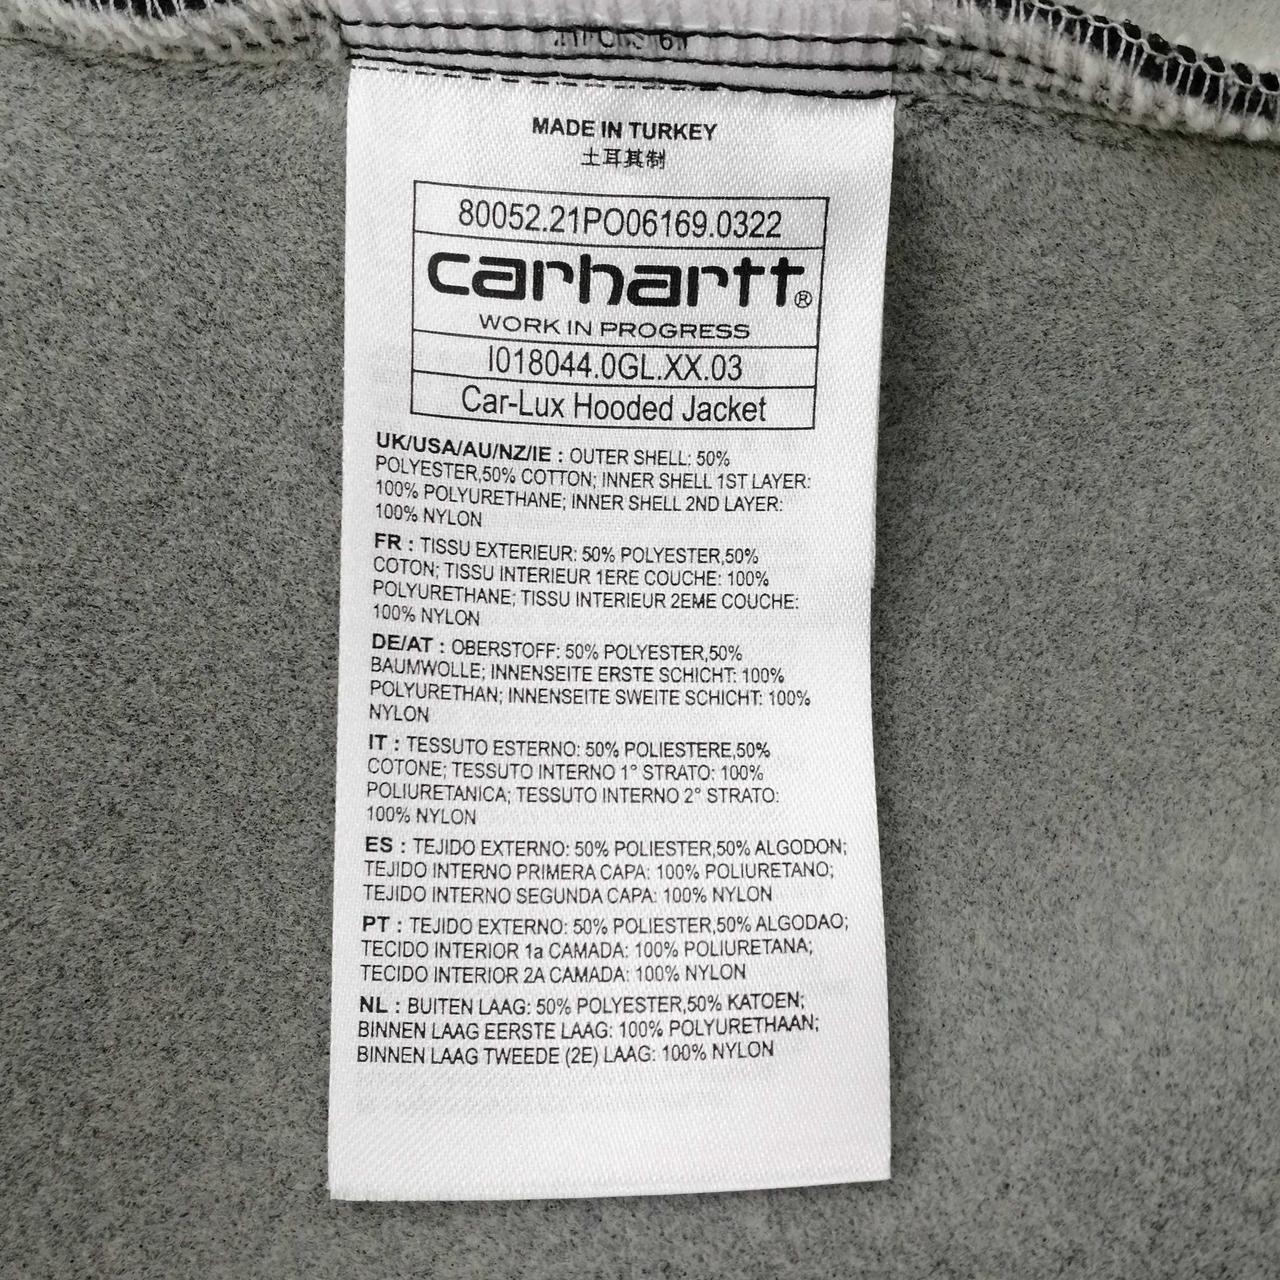 MADE IN TURKEY
土耳其制
80052.21PO06169.0322
carhartt®
WORK IN PROGRESS
I018044.0GL.XX.03
Car-Lux Hooded Jacket
UK/USA/AU/NZ/IE : OUTER SHELL: 50%
POLYESTER,50% COTTON; INNER SHELL 1ST LAYER:
100% POLYURETHANE; INNER SHELL 2ND LAYER:
100% NYLON
FR : TISSU EXTERIEUR: 50% POLYESTER,50%
COTON; TISSU INTERIEUR 1ERE COUCHE: 100%
POLYURETHANE; TISSU INTERIEUR 2EME COUCHE:
100% NYLON
DE/AT : OBERSTOFF: 50% POLYESTER,50%
BAUMWOLLE; INNENSEITE ERSTE SCHICHT: 100%
POLYURETHAN; INNENSEITE SWEITE SCHICHT: 100%
NYLON
IT : TESSUTO ESTERNO: 50% POLIESTERE,50%
COTONE; TESSUTO INTERNO 1° STRATO: 100%
POLIURETANICA; TESSUTO INTERNO 2° STRATO:
100% NYLON
ES : TEJIDO EXTERNO: 50% POLIESTER,50% ALGODON;
TEJIDO INTERNO PRIMERA CAPA: 100% POLIURETANO;
TEJIDO INTERNO SEGUNDA CAPA: 100% NYLON
PT : TEJIDO EXTERNO: 50% POLIESTER,50% ALGODAO;
TECIDO INTERIOR 1a CAMADA: 100% POLIURETANA;
TECIDO INTERIOR 2A CAMADA: 100% NYLON
NL : BUITEN LAAG: 50% POLYESTER,50% KATOEN;
BINNEN LAAG EERSTE LAAG: 100% POLYURETHAAN;
BINNEN LAAG TWEEDE (2E) LAAG: 100% NYLON